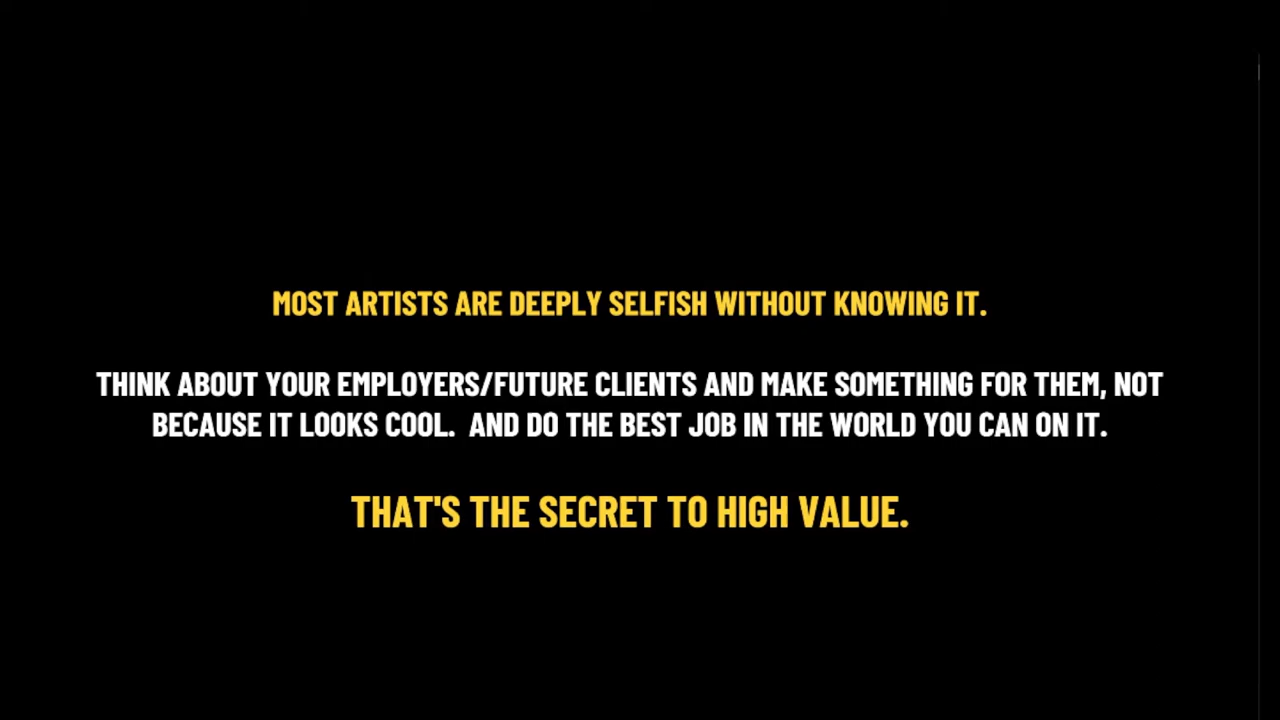 MOST ARTISTS ARE DEEPLY SELFISH WITHOUT KNOWING IT.
THINK ABOUT YOUR EMPLOYERS/FUTURE CLIENTS AND MAKE SOMETHING FOR THEM, NOT
BECAUSE IT LOOKS COOL.  AND DO THE BEST JOB IN THE WORLD YOU CAN ON IT.
THAT'S THE SECRET TO HIGH VALUE.